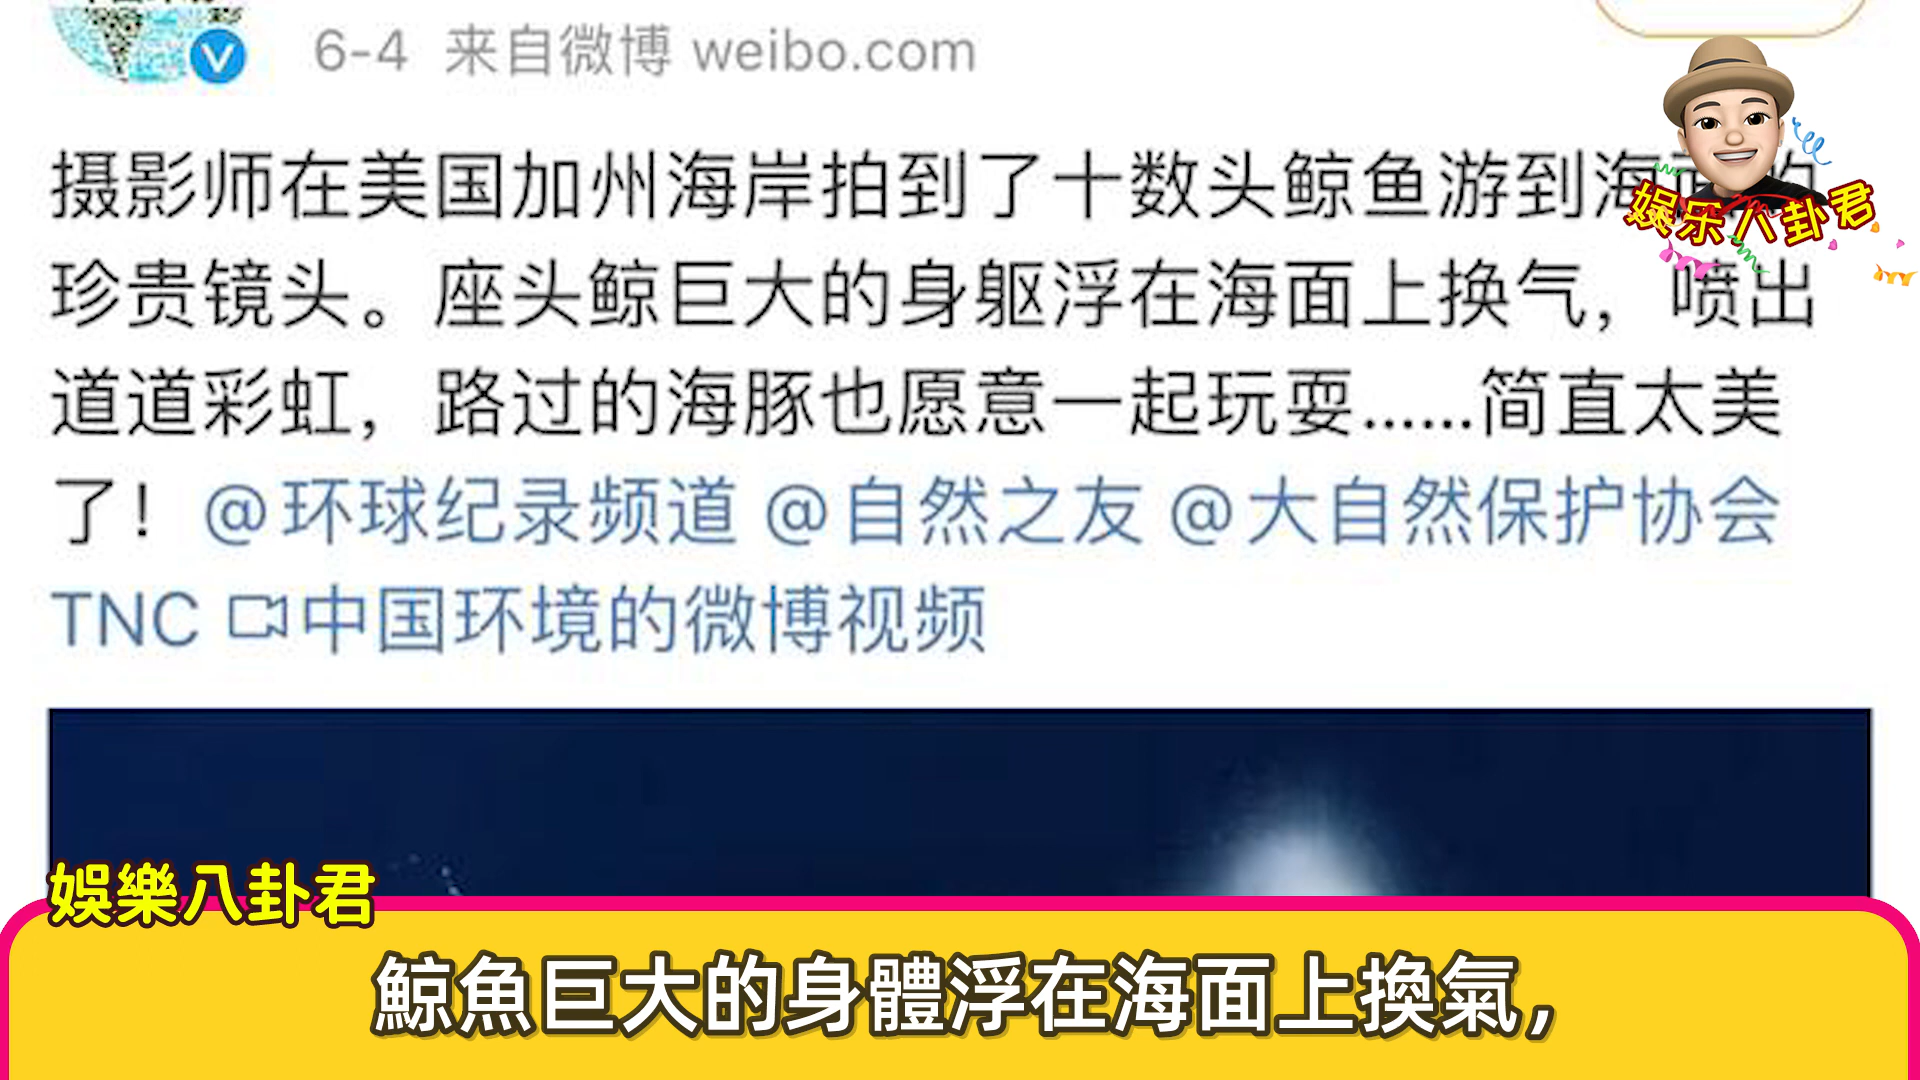 6-4 来自微博 weibo.com
摄影师在美国加州海岸拍到了十数头鲸鱼游到海面的
珍贵镜头。座头鲸巨大的身躯浮在海面上换气，喷出
道道彩虹，路过的海豚也愿意一起玩耍......简直太美
了！ @环球纪录频道 @自然之友 @大自然保护协会
TNC 中国环境的微博视频
娱乐八卦君
娛樂八卦君
鯨魚巨大的身體浮在海面上換氣，